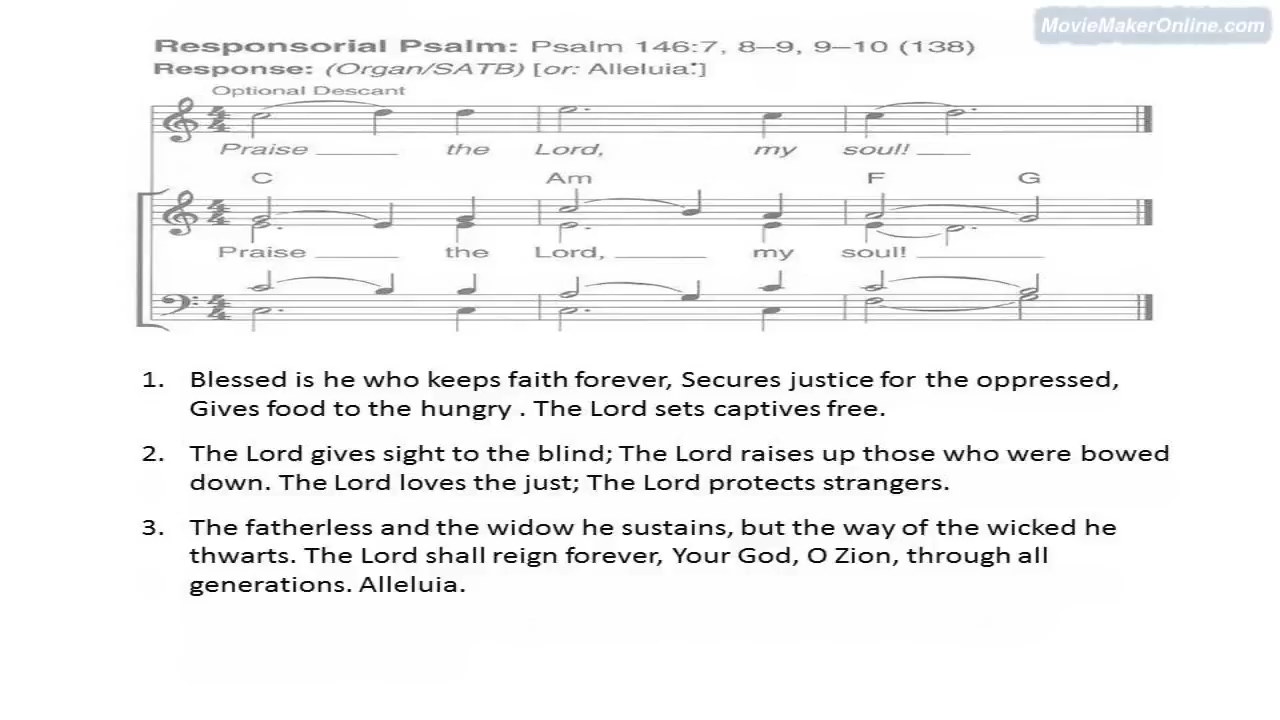 MovieMakerOnline.com
Responsorial Psalm: Psalm 146:7, 8–9, 9–10 (138)
Response: (Organ/SATB) [or: Alleluia.*]
Optional Descant
Praise _____ the Lord, my soul! ___
C Am F G
Praise _____ the Lord, _____ my soul! _____
1. Blessed is he who keeps faith forever, Secures justice for the oppressed,
Gives food to the hungry . The Lord sets captives free.
2. The Lord gives sight to the blind; The Lord raises up those who were bowed
down. The Lord loves the just; The Lord protects strangers.
3. The fatherless and the widow he sustains, but the way of the wicked he
thwarts. The Lord shall reign forever, Your God, O Zion, through all
generations. Alleluia.